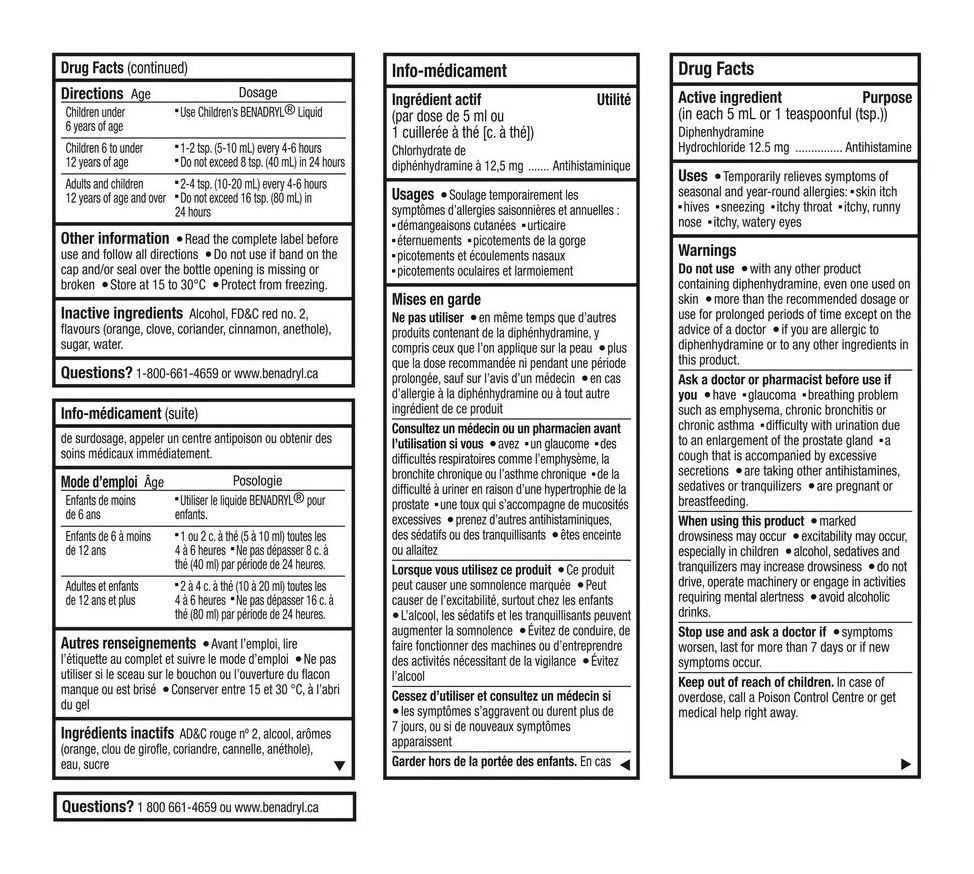 Drug Facts (continued)
Directions Age Dosage
Children under ▪Use Children's BENADRYL® Liquid
6 years of age
Children 6 to under ▪1-2 tsp. (5-10 mL) every 4-6 hours
12 years of age ▪Do not exceed 8 tsp. (40 mL) in 24 hours
Adults and children ▪2-4 tsp. (10-20 mL) every 4-6 hours
12 years of age and over ▪Do not exceed 16 tsp. (80 mL) in
24 hours
Other information ● Read the complete label before
use and follow all directions ● Do not use if band on the
cap and/or seal over the bottle opening is missing or
broken ● Store at 15 to 30°C ● Protect from freezing.
Inactive ingredients Alcohol, FD&C red no. 2,
flavours (orange, clove, coriander, cinnamon, anethole),
sugar, water.
Questions? 1-800-661-4659 or www.benadryl.ca
Info-médicament (suite)
de surdosage, appeler un centre antipoison ou obtenir des
soins médicaux immédiatement.
Mode d'emploi Âge Posologie
Enfants de moins ▪Utiliser le liquide BENADRYL® pour
de 6 ans enfants.
Enfants de 6 à moins ▪1 ou 2 c. à thé (5 à 10 ml) toutes les
de 12 ans 4 à 6 heures ▪Ne pas dépasser 8 c. à
thé (40 ml) par période de 24 heures.
Adultes et enfants ▪2 à 4 c. à thé (10 à 20 ml) toutes les
de 12 ans et plus 4 à 6 heures ▪Ne pas dépasser 16 c. à
thé (80 ml) par période de 24 heures.
Autres renseignements ● Avant l'emploi, lire
l'étiquette au complet et suivre le mode d'emploi ● Ne pas
utiliser si le sceau sur le bouchon ou l'ouverture du flacon
manque ou est brisé ● Conserver entre 15 et 30 °C, à l'abri
du gel
Ingrédients inactifs AD&C rouge nº 2, alcool, arômes
(orange, clou de girofle, coriandre, cannelle, anéthole),
eau, sucre ▼
Questions? 1 800 661-4659 ou www.benadryl.ca
Info-médicament
Ingrédient actif Utilité
(par dose de 5 ml ou
1 cuillerée à thé [c. à thé])
Chlorhydrate de
diphénhydramine à 12,5 mg ....... Antihistaminique
Usages ● Soulage temporairement les
symptômes d'allergies saisonnières et annuelles :
▪démangeaisons cutanées ▪urticaire
▪éternuements ▪picotements de la gorge
▪picotements et écoulements nasaux
▪picotements oculaires et larmoiement
Mises en garde
Ne pas utiliser ● en même temps que d'autres
produits contenant de la diphénhydramine, y
compris ceux que l'on applique sur la peau ● plus
que la dose recommandée ni pendant une période
prolongée, sauf sur l'avis d'un médecin ● en cas
d'allergie à la diphénhydramine ou à tout autre
ingrédient de ce produit
Consultez un médecin ou un pharmacien avant
l'utilisation si vous ● avez ▪un glaucome ▪des
difficultés respiratoires comme l'emphysème, la
bronchite chronique ou l'asthme chronique ▪de la
difficulté à uriner en raison d'une hypertrophie de la
prostate ▪une toux qui s'accompagne de mucosités
excessives ● prenez d'autres antihistaminiques,
des sédatifs ou des tranquillisants ● êtes enceinte
ou allaitez
Lorsque vous utilisez ce produit ● Ce produit
peut causer une somnolence marquée ● Peut
causer de l'excitabilité, surtout chez les enfants
● L'alcool, les sédatifs et les tranquillisants peuvent
augmenter la somnolence ● Évitez de conduire, de
faire fonctionner des machines ou d'entreprendre
des activités nécessitant de la vigilance ● Évitez
l'alcool
Cessez d'utiliser et consultez un médecin si
● les symptômes s'aggravent ou durent plus de
7 jours, ou si de nouveaux symptômes
apparaissent
Garder hors de la portée des enfants. En cas ◀
Drug Facts
Active ingredient Purpose
(in each 5 mL or 1 teaspoonful (tsp.))
Diphenhydramine
Hydrochloride 12.5 mg ............... Antihistamine
Uses ● Temporarily relieves symptoms of
seasonal and year-round allergies: ▪skin itch
▪hives ▪sneezing ▪itchy throat ▪itchy, runny
nose ▪itchy, watery eyes
Warnings
Do not use ● with any other product
containing diphenhydramine, even one used on
skin ● more than the recommended dosage or
use for prolonged periods of time except on the
advice of a doctor ● if you are allergic to
diphenhydramine or to any other ingredients in
this product.
Ask a doctor or pharmacist before use if
you ● have ▪glaucoma ▪breathing problem
such as emphysema, chronic bronchitis or
chronic asthma ▪difficulty with urination due
to an enlargement of the prostate gland ▪a
cough that is accompanied by excessive
secretions ● are taking other antihistamines,
sedatives or tranquilizers ● are pregnant or
breastfeeding.
When using this product ● marked
drowsiness may occur ● excitability may occur,
especially in children ● alcohol, sedatives and
tranquilizers may increase drowsiness ● do not
drive, operate machinery or engage in activities
requiring mental alertness ● avoid alcoholic
drinks.
Stop use and ask a doctor if ● symptoms
worsen, last for more than 7 days or if new
symptoms occur.
Keep out of reach of children. In case of
overdose, call a Poison Control Centre or get
medical help right away.
▶